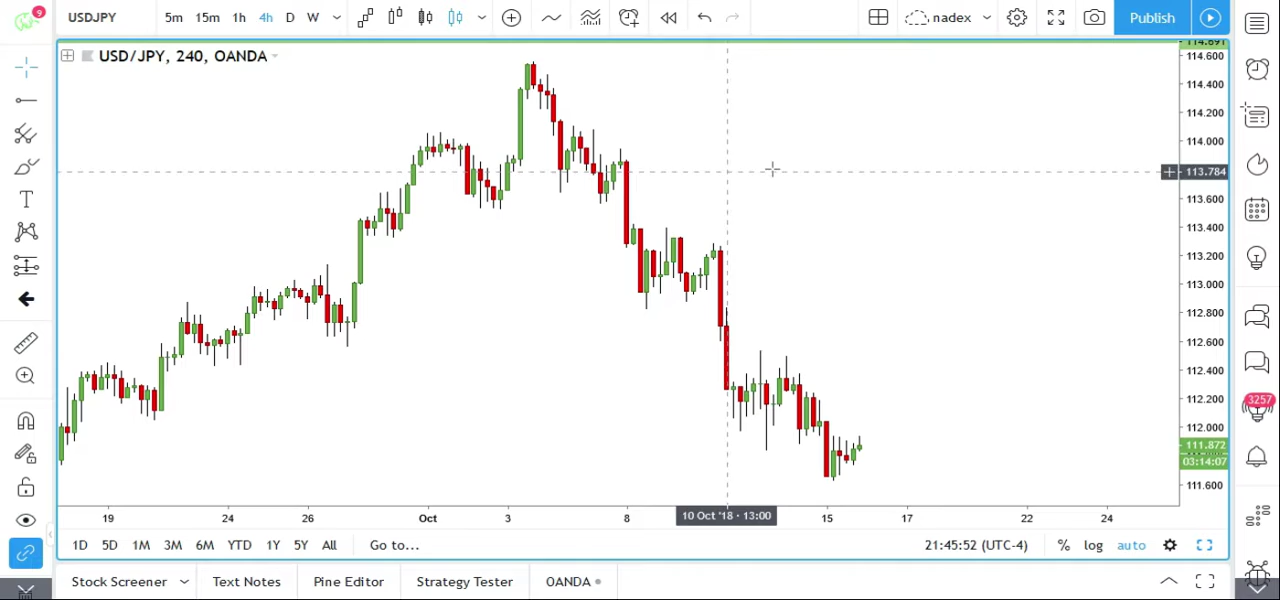 9
USDJPY
5m 15m 1h 4h D W
nadex
Publish
USD/JPY, 240, OANDA
114.691
114.600
114.400
114.200
114.000
113.784
113.600
113.400
113.200
113.000
112.800
112.600
112.400
112.200
112.000
111.872
03:14:07
111.600
3257
19 24 26 Oct 3 8 10 Oct '18 · 13:00 15 17 22 24
1D 5D 1M 3M 6M YTD 1Y 5Y All Go to...
21:45:52 (UTC-4) % log auto
Stock Screener Text Notes Pine Editor Strategy Tester OANDA